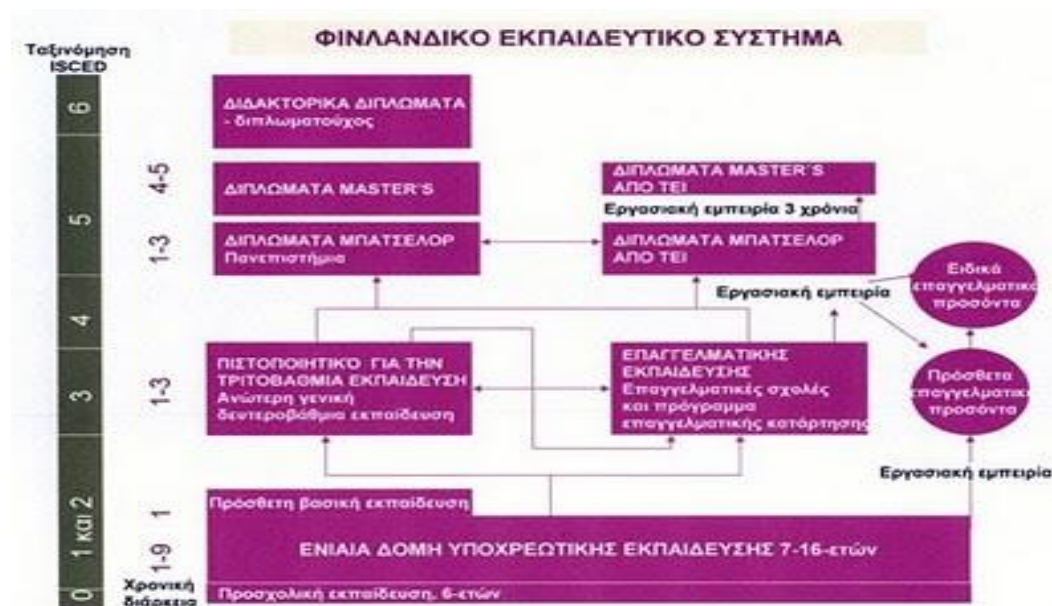 Ταξινόμηση
ISCED
ΦΙΝΛΑΝΔΙΚΟ ΕΚΠΑΙΔΕΥΤΙΚΟ ΣΥΣΤΗΜΑ
6
ΔΙΔΑΚΤΟΡΙΚΑ ΔΙΠΛΩΜΑΤΑ
- διπλωματούχος
5
4-5
ΔΙΠΛΩΜΑΤΑ MASTER'S
ΔΙΠΛΩΜΑΤΑ MASTER´S
ΑΠΟ ΤΕΙ
Εργασιακή εμπειρία 3 χρόνια
1-3
ΔΙΠΛΩΜΑΤΑ ΜΠΑΤΣΕΛΟΡ
Πανεπιστήμια
ΔΙΠΛΩΜΑΤΑ ΜΠΑΤΣΕΛΟΡ
ΑΠΟ ΤΕΙ
4
Εργασιακή εμπειρία
Ειδικά
επαγγελματικα
προσόντα
3
1-3
ΠΙΣΤΟΠΟΙΗΤΙΚΌ ΓΙΑ ΤΗΝ
ΤΡΙΤΟΒΑΘΜΙΑ ΕΚΠΑΙΔΕΥΣΗ
Ανώτερη γενική
δευτεροβάθμια εκπαίδευση
ΕΠΑΓΓΕΛΜΑΤΙΚΗΣ
ΕΚΠΑΙΔΕΥΣΗΣ
Επαγγελματικές σχολές
και πρόγραμμα
επαγγελματικής κατάρτησης
Πρόσθετα
επαγγελματικα
προσόντα
Εργασιακή εμπειρία
1 και 2
1
Πρόσθετη βασική εκπαίδευση
1-9
ΕΝΙΑΙΑ ΔΟΜΗ ΥΠΟΧΡΕΩΤΙΚΗΣ ΕΚΠΑΙΔΕΥΣΗΣ 7-16-ετών
0
Χρονική
διάρκεια
Προσχολική εκπαίδευση, 6-ετών